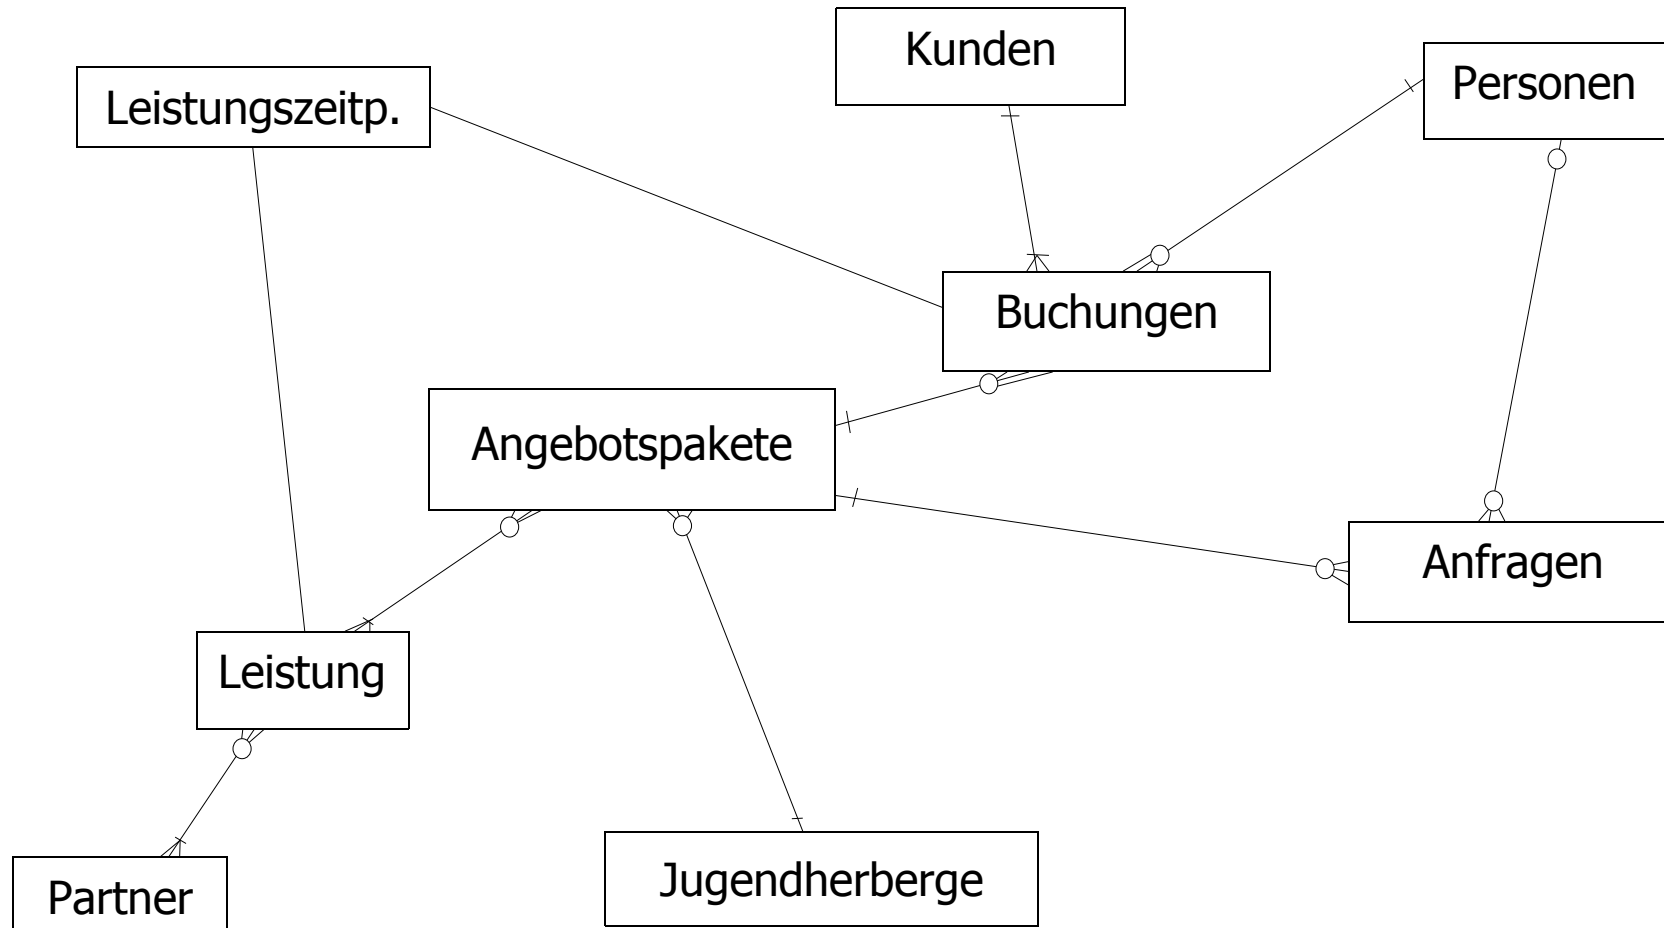 Kunden
Personen
Leistungszeitp.
Buchungen
Angebotspakete
Anfragen
Leistung
Jugendherberge
Partner